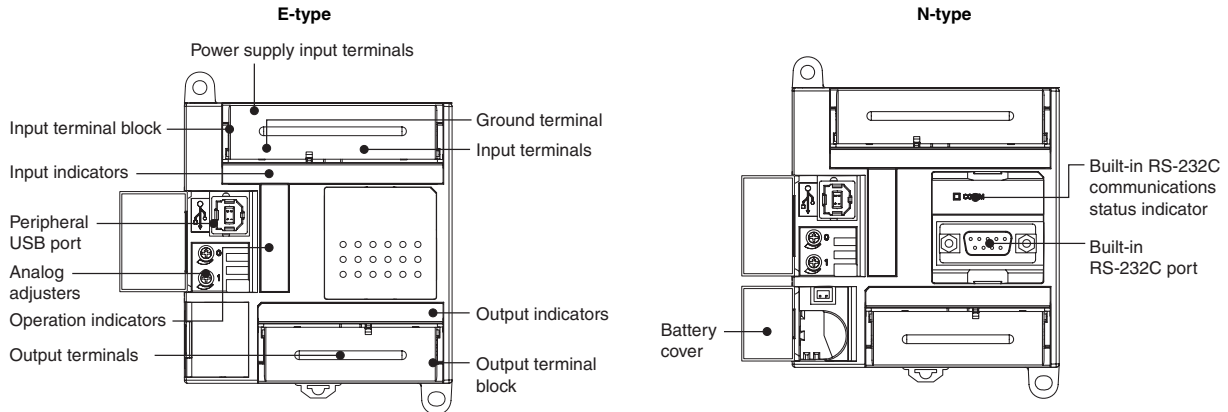 E-type
Power supply input terminals
Input terminal block
Ground terminal
Input terminals
Input indicators
Peripheral
USB port
0
1
Analog
adjusters
Operation indicators
Output indicators
Output terminals
Output terminal
block
N-type
Built-in RS-232C
communications
status indicator
COMM
0
1
Built-in
RS-232C port
Battery
cover